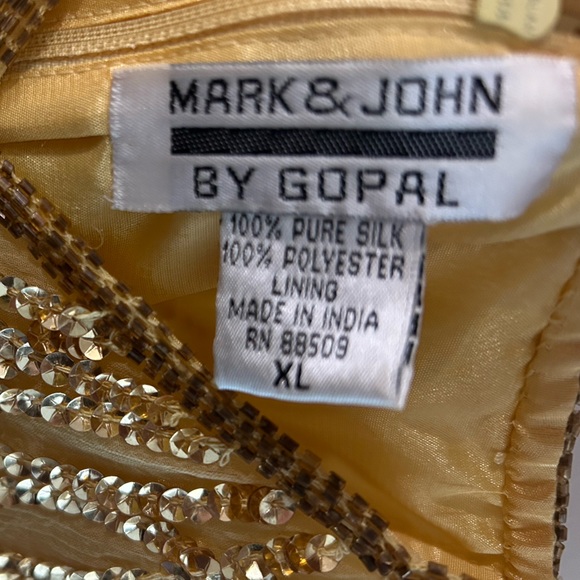 MARK & JOHN
BY GOPAL
100% PURE SILK
100% POLYESTER
LINING
MADE IN INDIA
RN 88509
XL